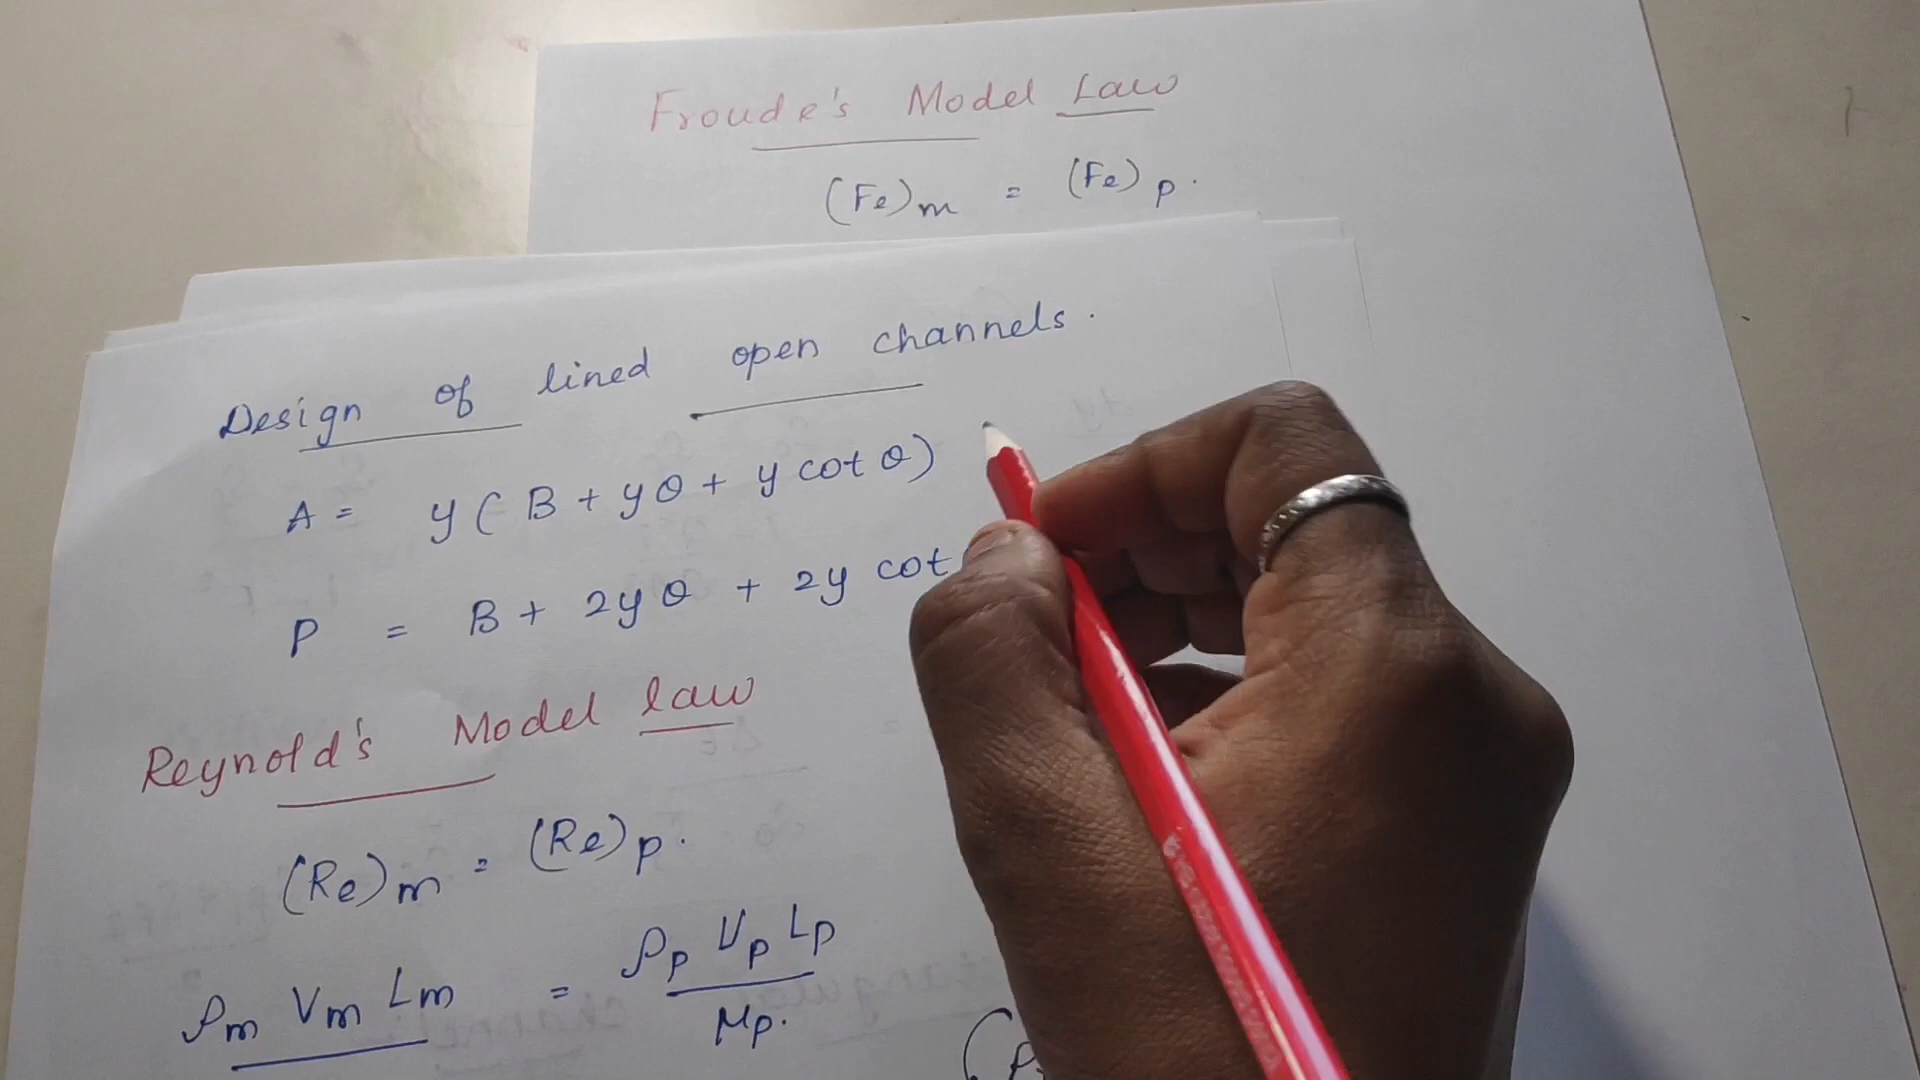 Froude's Model Law
(Fe)m = (Fe)p.
Design of lined open channels.
A = y(B + yθ + y cot θ)
P = B + 2yθ + 2y cot
Reynold's Model law
(Re)m = (Re)p.
ρm Vm Lm = ρp Vp Lp
μp.